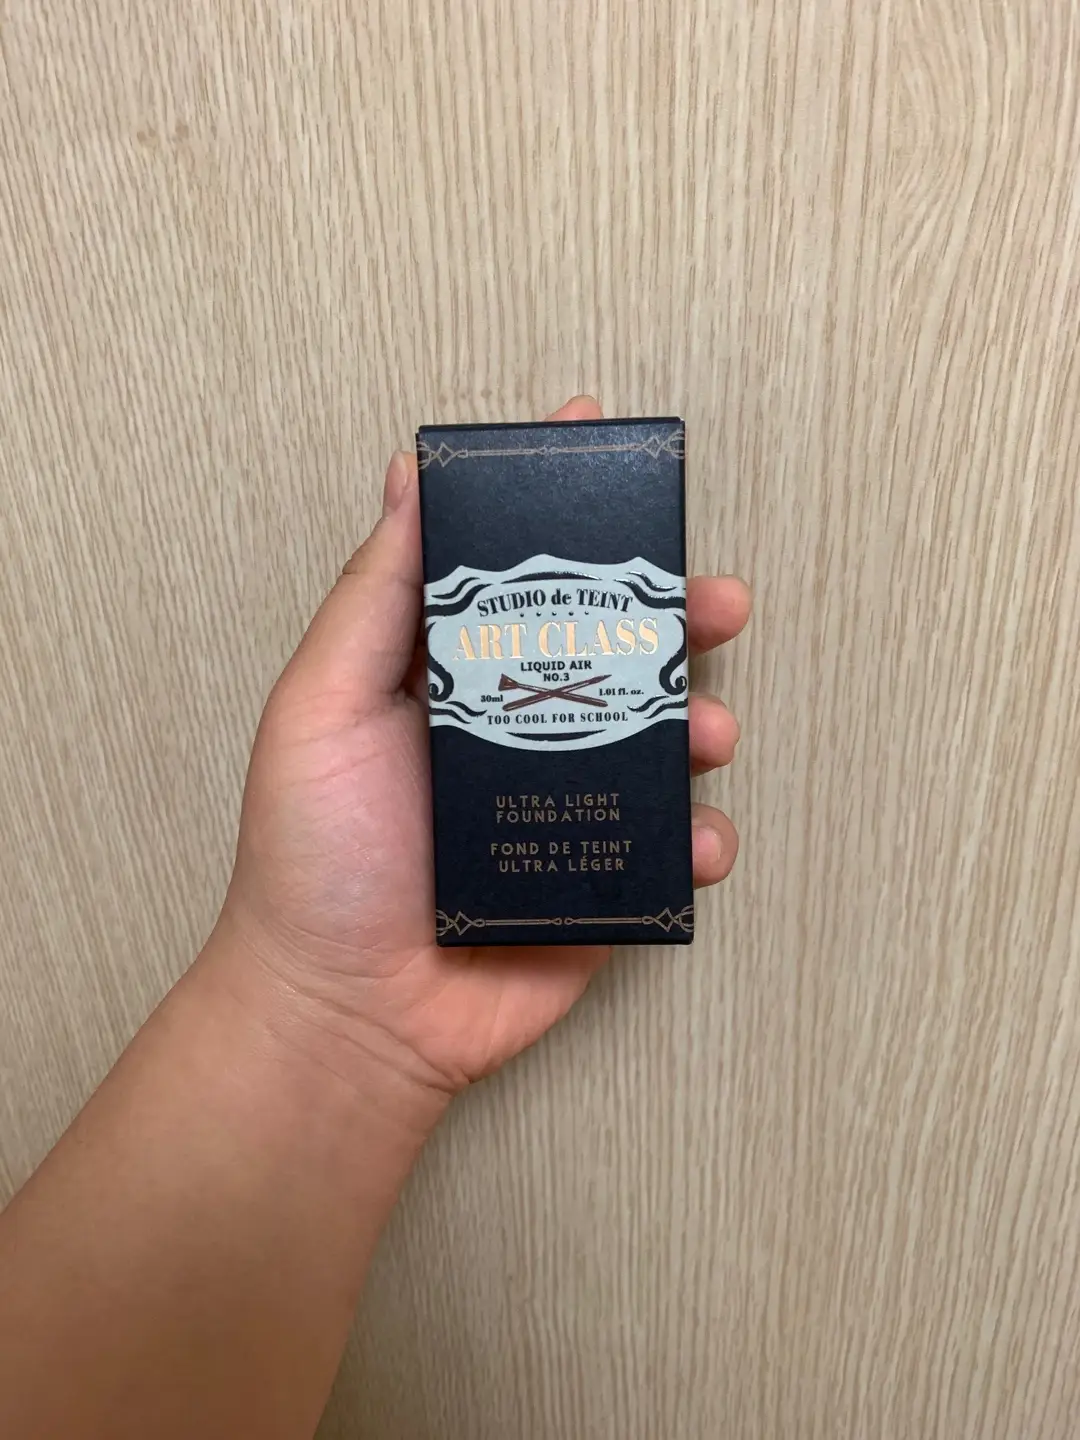 STUDIO de TEINT
ART CLASS
LIQUID AIR
NO.3
30ml 1.01 fl. oz.
TOO COOL FOR SCHOOL
ULTRA LIGHT
FOUNDATION
FOND DE TEINT
ULTRA LÉGER